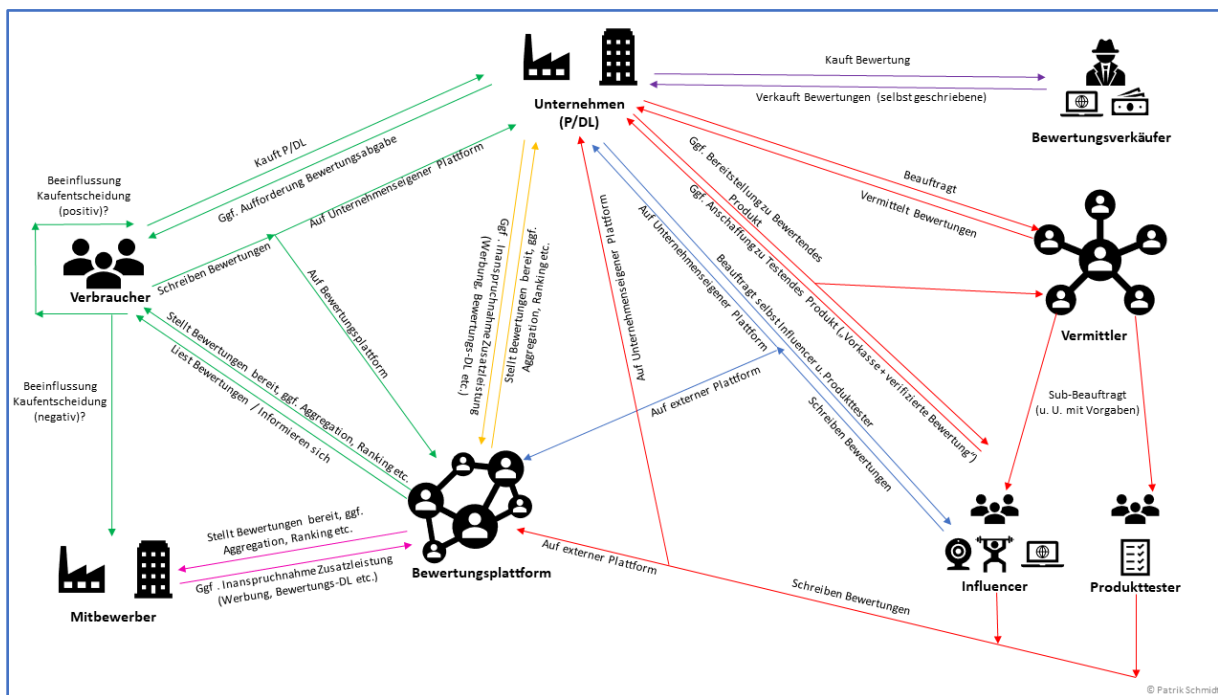 Kauft Bewertung
Verkauft Bewertungen (selbstgeschriebene)
Unternehmen
(P/DL)
Bewertungsverkäufer
Kauft P/DL
Ggf. Aufforderung Bewertungsabgabe
Auf Unternehmenseigener Plattform
Schreiben Bewertungen
Auf Bewertungsplattform
Beeinflussung
Kaufentscheidung
(positiv)?
Verbraucher
Beeinflussung
Kaufentscheidung
(negativ)?
Stellt Bewertungen bereit, ggf. Aggregation, Ranking etc.
Liest Bewertungen / Informieren sich
Ggf. Inanspruchnahme Zusatzleistung
(Werbung, Bewertungs-DL etc.)
Stellt Bewertungen bereit, ggf.
Aggregation, Ranking etc.
Auf Unternehmenseigener Plattform
Auf Unternehmenseigener Plattform
Beauftragt selbst Influencer u. Produkttester
Schreiben Bewertungen
Auf externer Plattform
Ggf. Bereitstellung zu Bewertendes
Produkt
Ggf. Anschaffung zu Testendes Produkt („Vorkasse + verifizierte Bewertung“)
Beauftragt
Vermittelt Bewertungen
Vermittler
Sub-Beauftragt
(u. U. mit Vorgaben)
Stellt Bewertungen bereit, ggf.
Aggregation, Ranking etc.
Ggf. Inanspruchnahme Zusatzleistung
(Werbung, Bewertungs-DL etc.)
Mitbewerber
Bewertungsplattform
Auf externer Plattform
Schreiben Bewertungen
Influencer
Produkttester
© Patrik Schmidt